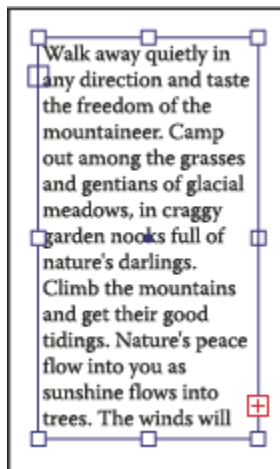 Walk away quietly in
any direction and taste
the freedom of the
mountaineer. Camp
out among the grasses
and gentians of glacial
meadows, in craggy
garden nooks full of
nature's darlings.
Climb the mountains
and get their good
tidings. Nature's peace
flow into you as
sunshine flows into
trees. The winds will